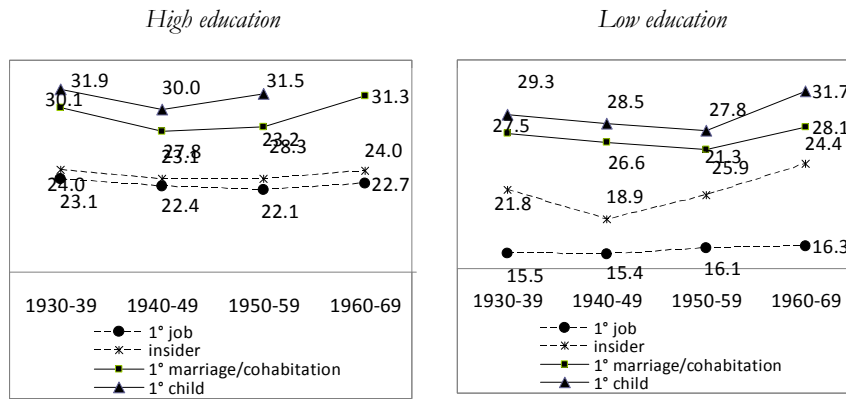 High education
31.9
30.0
31.5
30.1
31.3
27.8
23.1
23.2
28.3
24.0
24.0
23.1
22.4
22.1
22.7
1930-39 1940-49 1950-59 1960-69
1° job
insider
1° marriage/cohabitation
1° child
Low education
29.3
28.5
27.8
31.7
27.5
26.6
21.3
25.9
28.1
24.4
21.8
18.9
15.5
15.4
16.1
16.3
1930-39 1940-49 1950-59 1960-69
1° job
insider
1° marriage/cohabitation
1° child